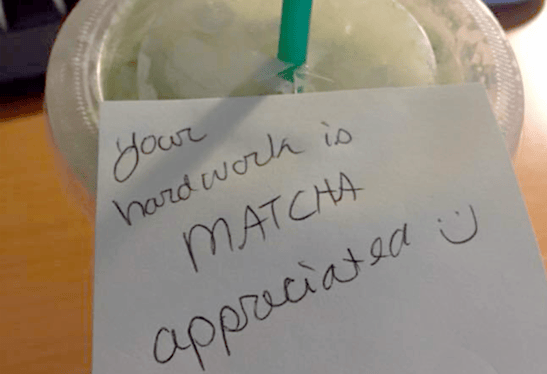 your
hardwork is
MATCHA
appreciated :)